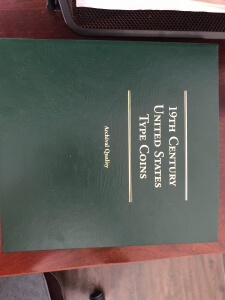 19TH CENTURY
UNITED STATES
TYPE COINS
Archival Quality